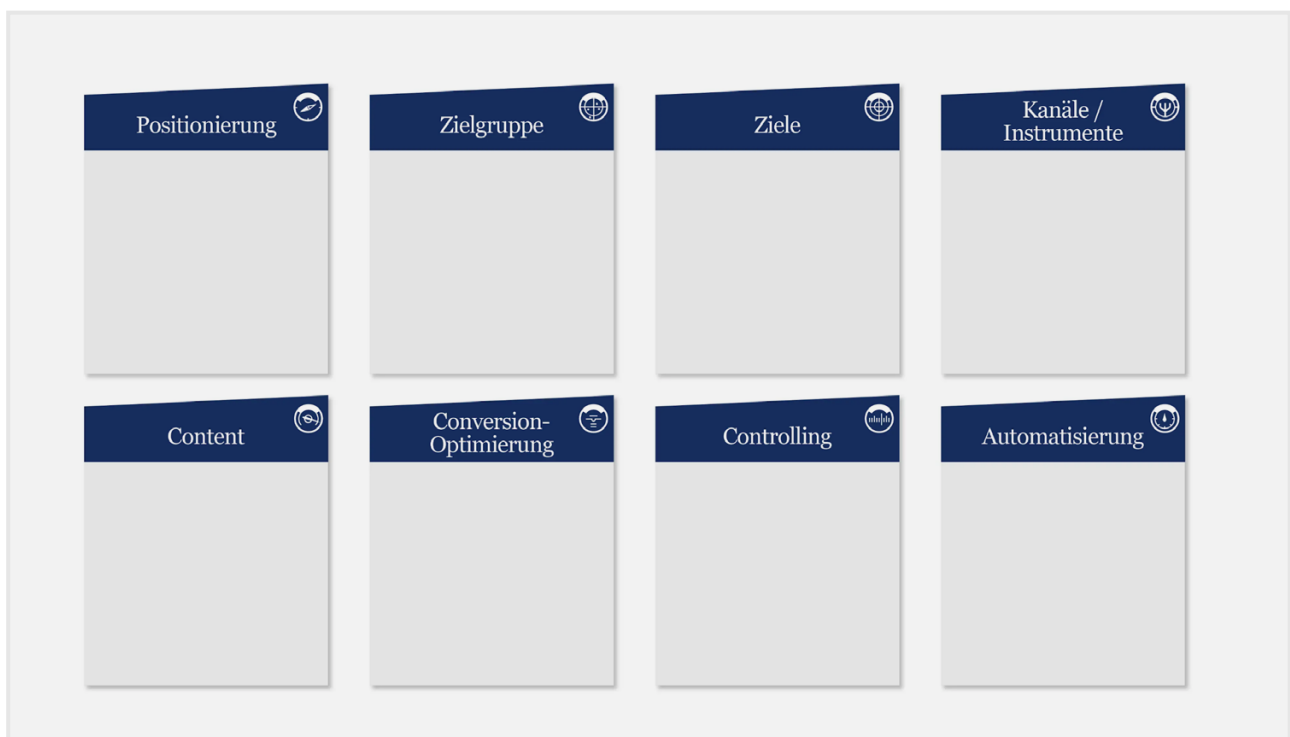 Positionierung
Zielgruppe
Ziele
Kanäle /
Instrumente
Content
Conversion-
Optimierung
Controlling
Automatisierung